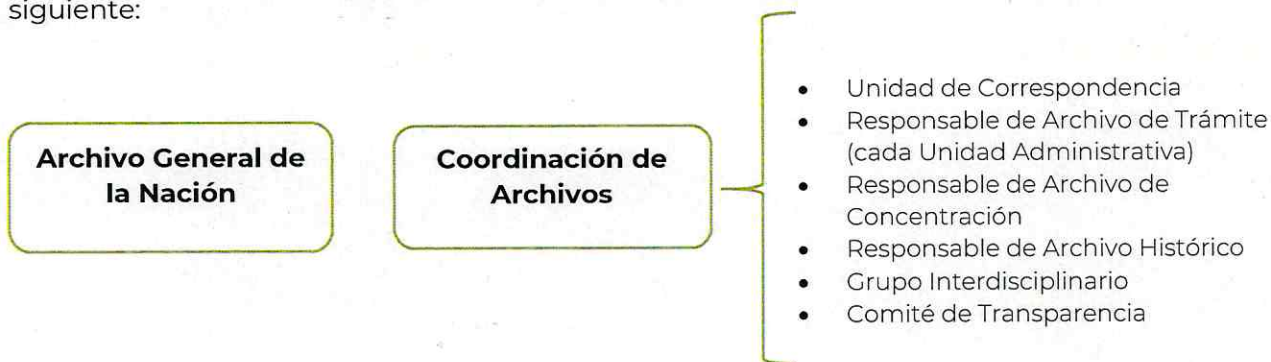 siguiente:
Archivo General de
la Nación
Coordinación de
Archivos
• Unidad de Correspondencia
• Responsable de Archivo de Trámite
(cada Unidad Administrativa)
• Responsable de Archivo de
Concentración
• Responsable de Archivo Histórico
• Grupo Interdisciplinario
• Comité de Transparencia